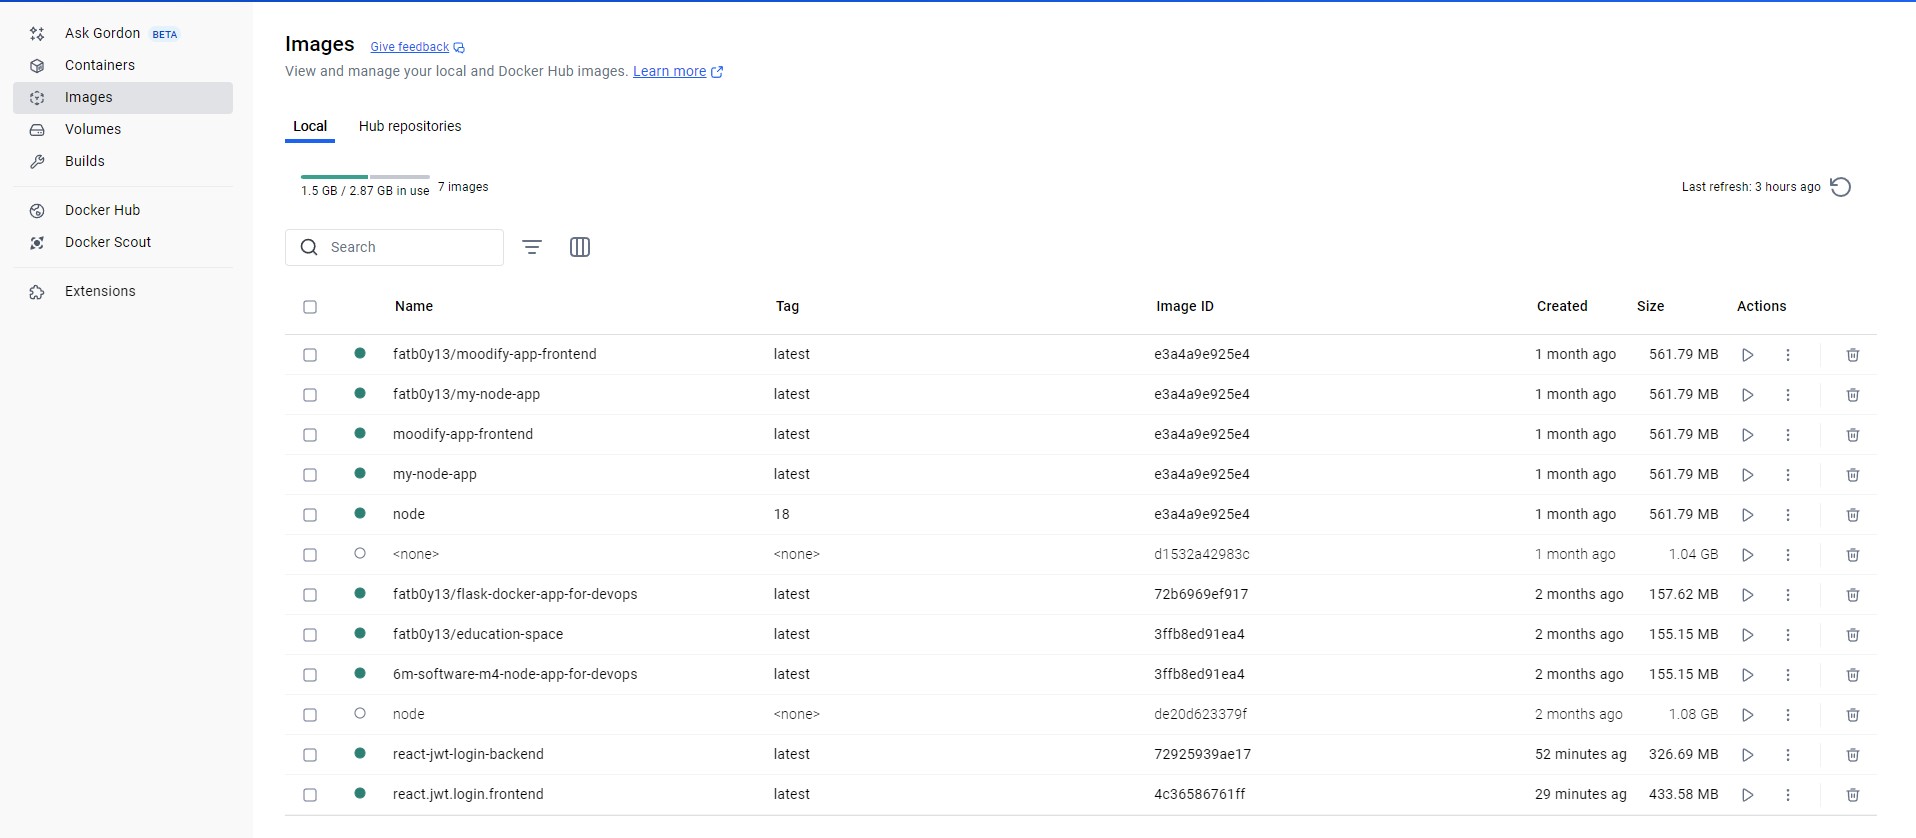 Ask Gordon BETA
Containers
Images
Volumes
Builds
Docker Hub
Docker Scout
Extensions
Images Give feedback
View and manage your local and Docker Hub images. Learn more
Local Hub repositories
1.5 GB / 2.87 GB in use 7 images
Last refresh: 3 hours ago
Search
Name Tag Image ID Created Size Actions
fatb0y13/moodify-app-frontend latest e3a4a9e925e4 1 month ago 561.79 MB
fatb0y13/my-node-app latest e3a4a9e925e4 1 month ago 561.79 MB
moodify-app-frontend latest e3a4a9e925e4 1 month ago 561.79 MB
my-node-app latest e3a4a9e925e4 1 month ago 561.79 MB
node 18 e3a4a9e925e4 1 month ago 561.79 MB
<none> <none> d1532a42983c 1 month ago 1.04 GB
fatb0y13/flask-docker-app-for-devops latest 72b6969ef917 2 months ago 157.62 MB
fatb0y13/education-space latest 3ffb8ed91ea4 2 months ago 155.15 MB
6m-software-m4-node-app-for-devops latest 3ffb8ed91ea4 2 months ago 155.15 MB
node <none> de20d623379f 2 months ago 1.08 GB
react-jwt-login-backend latest 72925939ae17 52 minutes ag 326.69 MB
react.jwt.login.frontend latest 4c36586761ff 29 minutes ag 433.58 MB